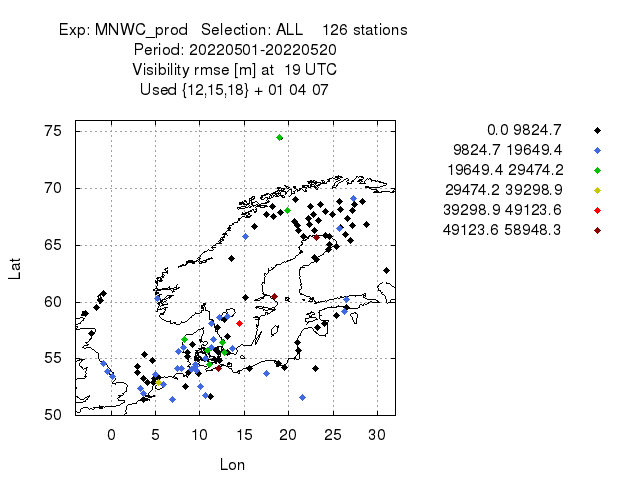 Exp: MNWC_prod   Selection: ALL    126 stations
Period: 20220501-20220520
Visibility rmse [m] at  19 UTC
Used {12,15,18} + 01 04 07
0.0 9824.7
9824.7 19649.4
19649.4 29474.2
29474.2 39298.9
39298.9 49123.6
49123.6 58948.3
75
70
65
60
55
50
Lat
0 5 10 15 20 25 30
Lon